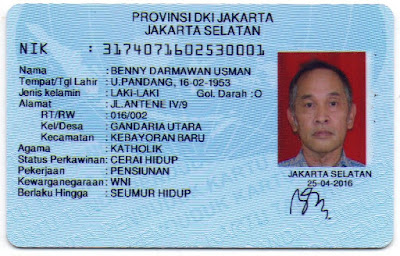 PROVINSI DKI JAKARTA
JAKARTA SELATAN
NIK : 3174071602530001
Nama : BENNY DARMAWAN USMAN
Tempat/Tgl Lahir : U.PANDANG, 16-02-1953
Jenis kelamin : LAKI-LAKI Gol. Darah :O
Alamat : JL.ANTENE IV/9
RT/RW : 016/002
Kel/Desa : GANDARIA UTARA
Kecamatan : KEBAYORAN BARU
Agama : KATHOLIK
Status Perkawinan: CERAI HIDUP
Pekerjaan : PENSIUNAN
Kewarganegaraan: WNI
Berlaku Hingga : SEUMUR HIDUP
JAKARTA SELATAN
25-04-2016